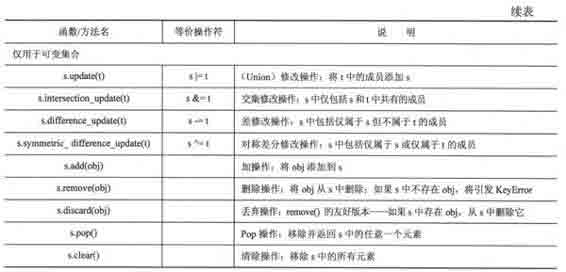 续表
函数/方法名 等价操作符 说 明
仅用于可变集合
s.update(t) s |= t （Union）修改操作：将 t 中的成员添加 s
s.intersection_update(t) s &= t 交集修改操作：s 中仅包括 s 和 t 中共有的成员
s.difference_update(t) s -= t 差修改操作：s 中包括仅属于 s 但不属于 t 的成员
s.symmetric_ difference_update(t) s ^= t 对称差分修改操作：s 中包括仅属于 s 或仅属于 t 的成员
s.add(obj) 加操作：将 obj 添加到 s
s.remove(obj) 删除操作：将 obj 从 s 中删除；如果 s 中不存在 obj，将引发 KeyError
s.discard(obj) 丢弃操作：remove() 的友好版本——如果 s 中存在 obj，从 s 中删除它
s.pop() Pop 操作：移除并返回 s 中的任意一个元素
s.clear() 清除操作：移除 s 中的所有元素